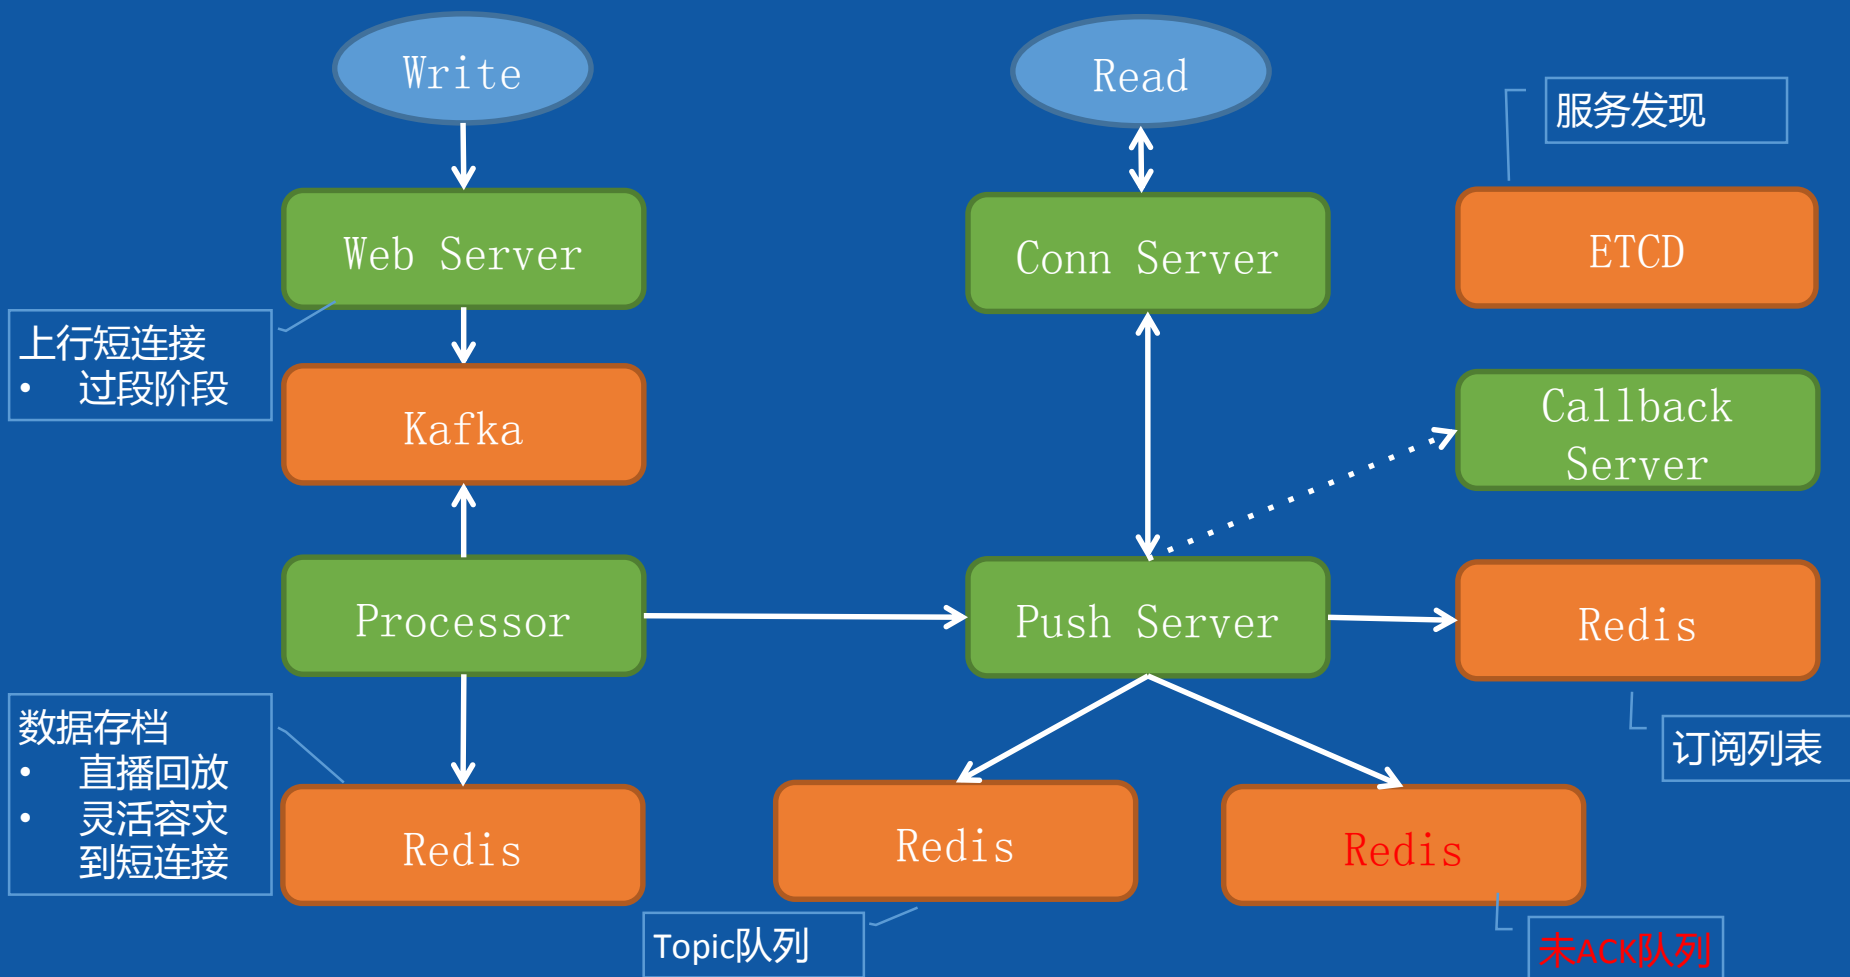 Write
Read
服务发现
Web Server
Conn Server
ETCD
上行短连接
• 过段阶段
Kafka
Callback
Server
Processor
Push Server
Redis
数据存档
• 直播回放
• 灵活容灾
到短连接
订阅列表
Redis
Redis
Redis
Topic队列
未ACK队列